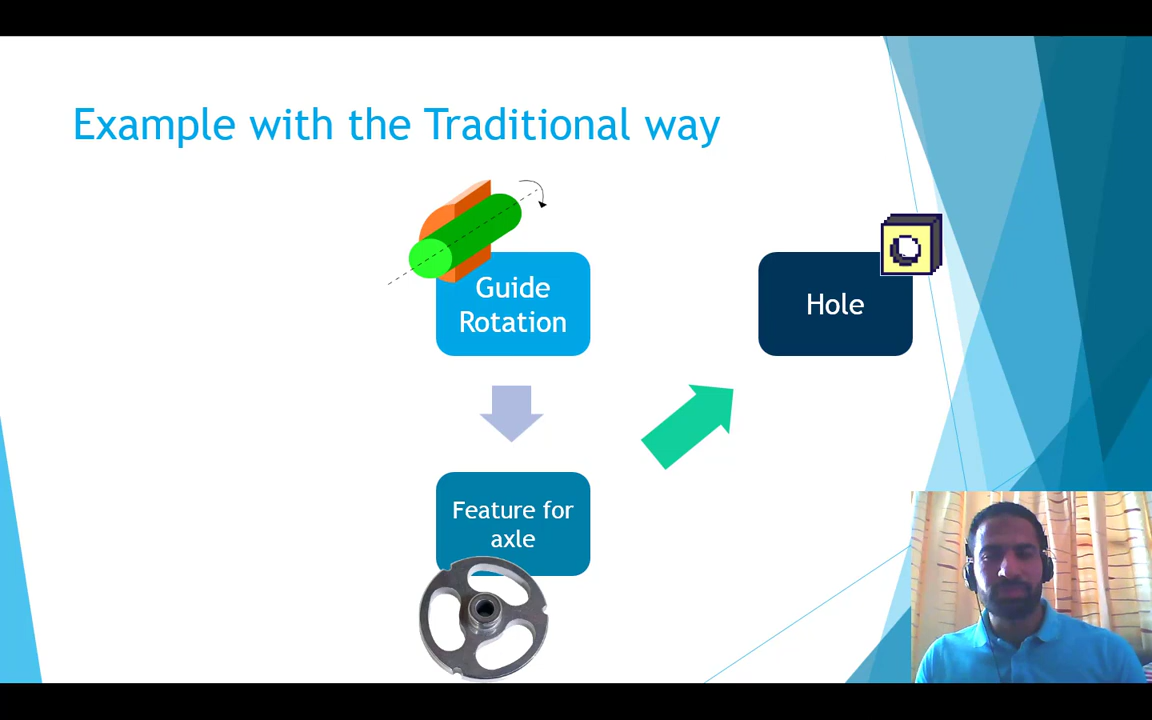 Example with the Traditional way
Guide
Rotation
Hole
Feature for
axle